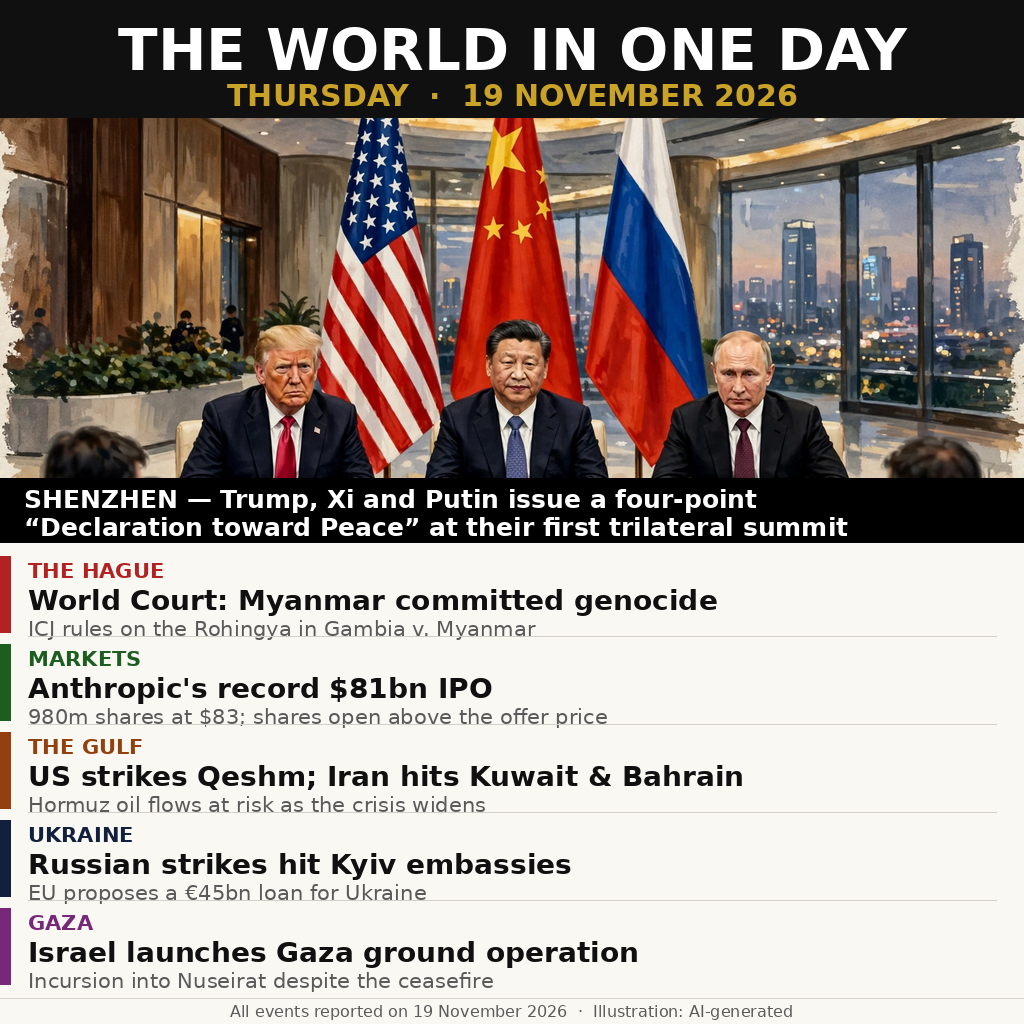 THE WORLD IN ONE DAY
THURSDAY · 19 NOVEMBER 2026
SHENZHEN — Trump, Xi and Putin issue a four-point
“Declaration toward Peace” at their first trilateral summit
THE HAGUE
World Court: Myanmar committed genocide
ICJ rules on the Rohingya in Gambia v. Myanmar
MARKETS
Anthropic's record $81bn IPO
980m shares at $83; shares open above the offer price
THE GULF
US strikes Qeshm; Iran hits Kuwait & Bahrain
Hormuz oil flows at risk as the crisis widens
UKRAINE
Russian strikes hit Kyiv embassies
EU proposes a €45bn loan for Ukraine
GAZA
Israel launches Gaza ground operation
Incursion into Nuseirat despite the ceasefire
All events reported on 19 November 2026 · Illustration: AI-generated